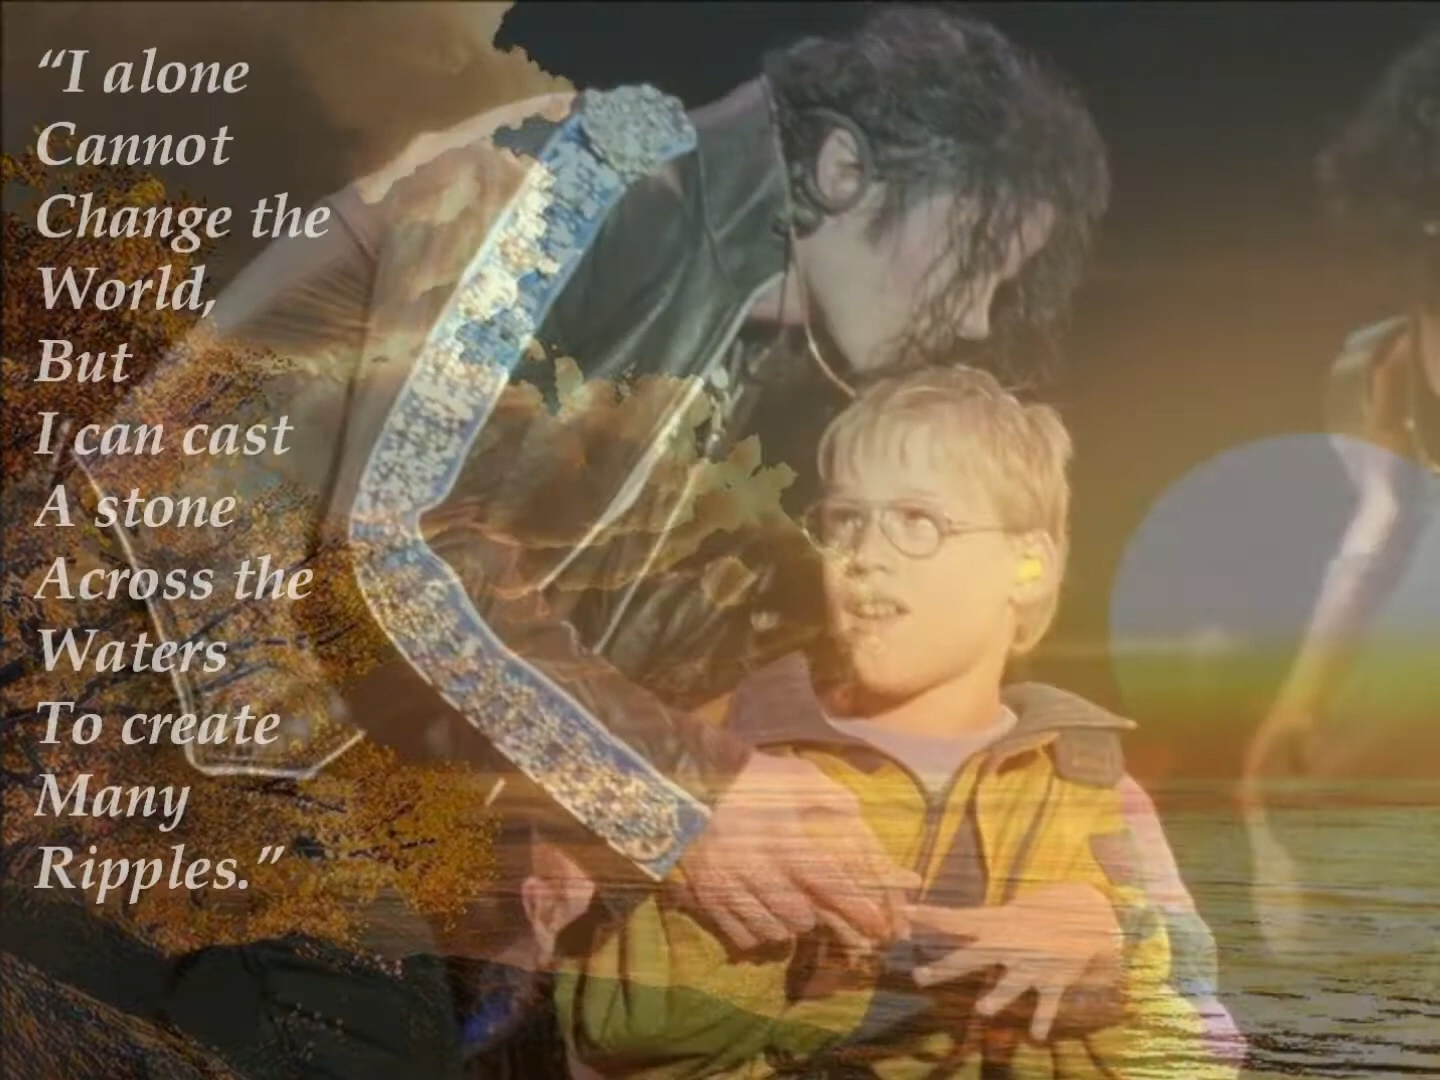 “I alone
Cannot
Change the
World,
But
I can cast
A stone
Across the
Waters
To create
Many
Ripples.”